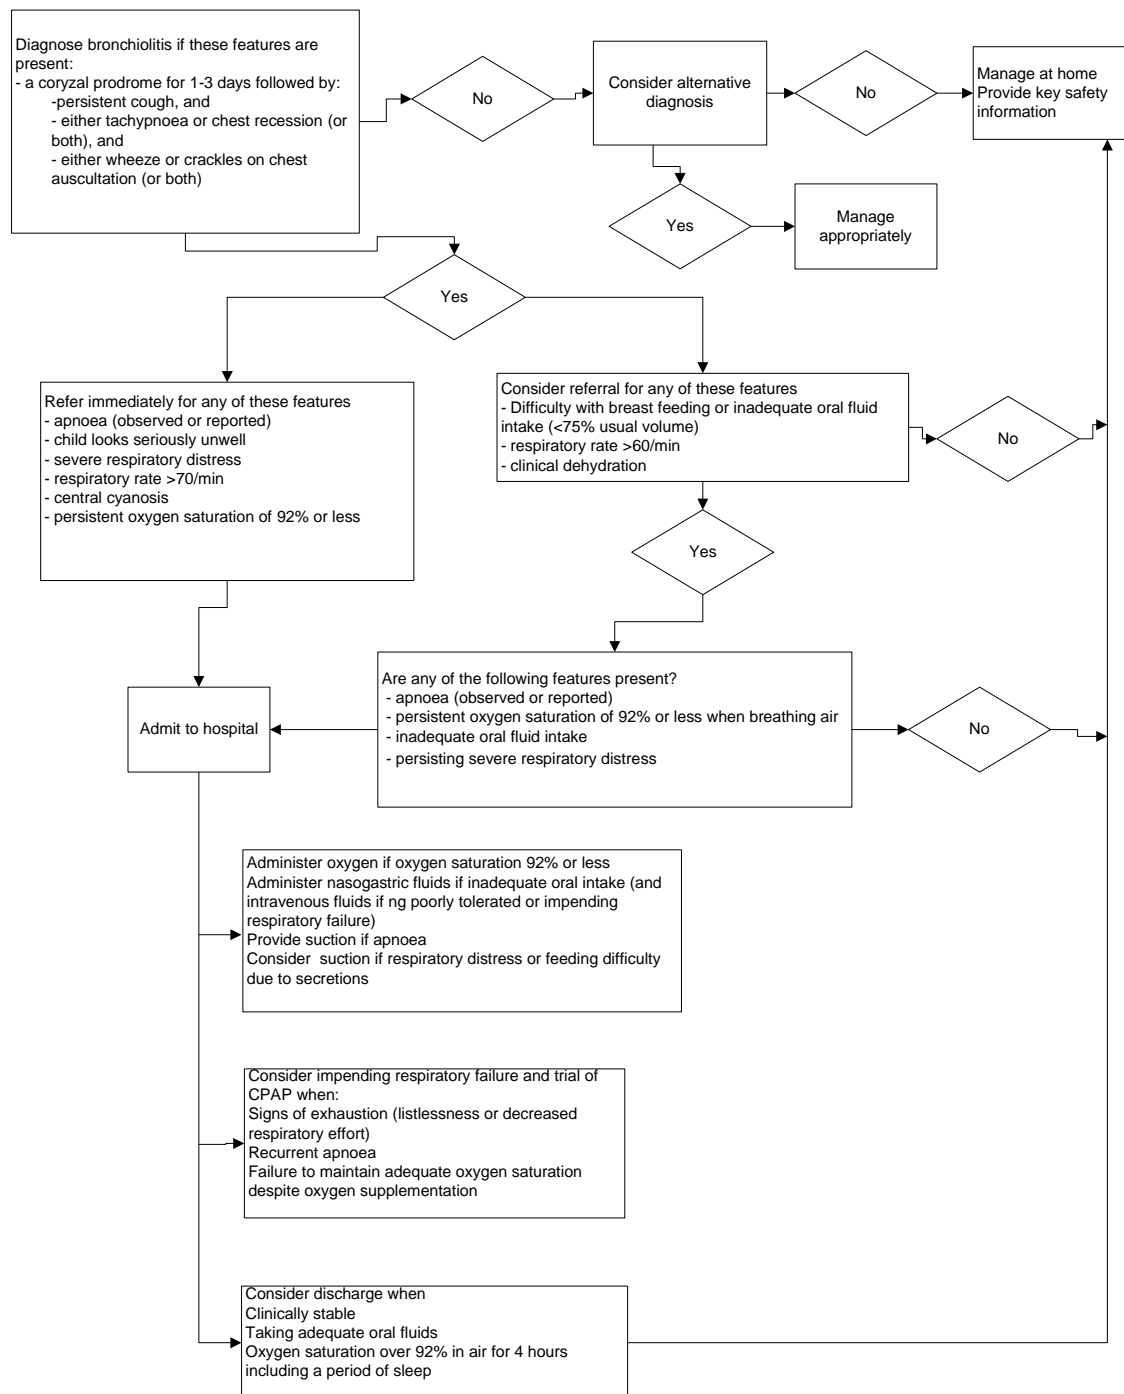 Diagnose bronchiolitis if these features are
present:
- a coryzal prodrome for 1-3 days followed by:
-persistent cough, and
- either tachypnoea or chest recession (or
both), and
- either wheeze or crackles on chest
auscultation (or both)
No
Consider alternative
diagnosis
No
Manage at home
Provide key safety
information
Yes
Manage
appropriately
Yes
Refer immediately for any of these features
- apnoea (observed or reported)
- child looks seriously unwell
- severe respiratory distress
- respiratory rate >70/min
- central cyanosis
- persistent oxygen saturation of 92% or less
Consider referral for any of these features
- Difficulty with breast feeding or inadequate oral fluid
intake (<75% usual volume)
- respiratory rate >60/min
- clinical dehydration
No
Yes
Admit to hospital
Are any of the following features present?
- apnoea (observed or reported)
- persistent oxygen saturation of 92% or less when breathing air
- inadequate oral fluid intake
- persisting severe respiratory distress
No
Administer oxygen if oxygen saturation 92% or less
Administer nasogastric fluids if inadequate oral intake (and
intravenous fluids if ng poorly tolerated or impending
respiratory failure)
Provide suction if apnoea
Consider suction if respiratory distress or feeding difficulty
due to secretions
Consider impending respiratory failure and trial of
CPAP when:
Signs of exhaustion (listlessness or decreased
respiratory effort)
Recurrent apnoea
Failure to maintain adequate oxygen saturation
despite oxygen supplementation
Consider discharge when
Clinically stable
Taking adequate oral fluids
Oxygen saturation over 92% in air for 4 hours
including a period of sleep